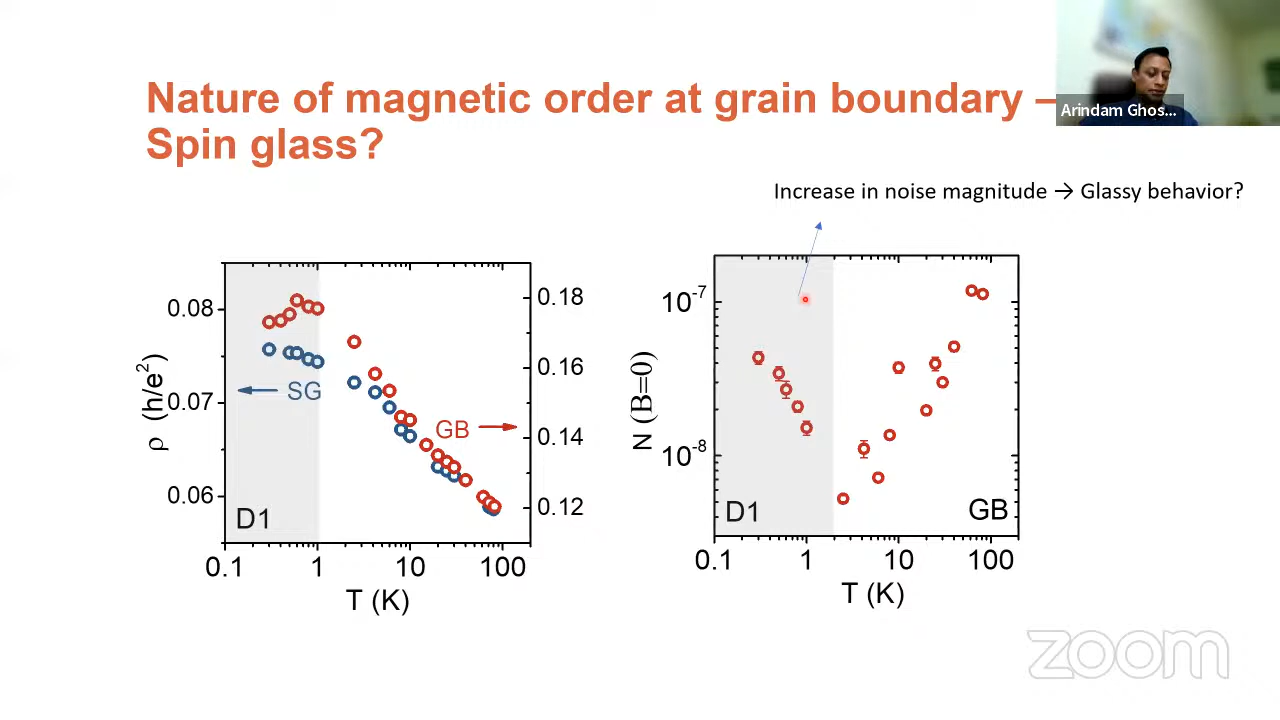 Nature of magnetic order at grain boundary –
Spin glass?
Arindam Ghos...
Increase in noise magnitude → Glassy behavior?
0.08
0.07
0.06
ρ (h/e²)
SG
GB
D1
0.18
0.16
0.14
0.12
0.1
1
10
100
T (K)
10⁻⁷
10⁻⁸
N (B=0)
D1
GB
0.1
1
10
100
T (K)
zoom